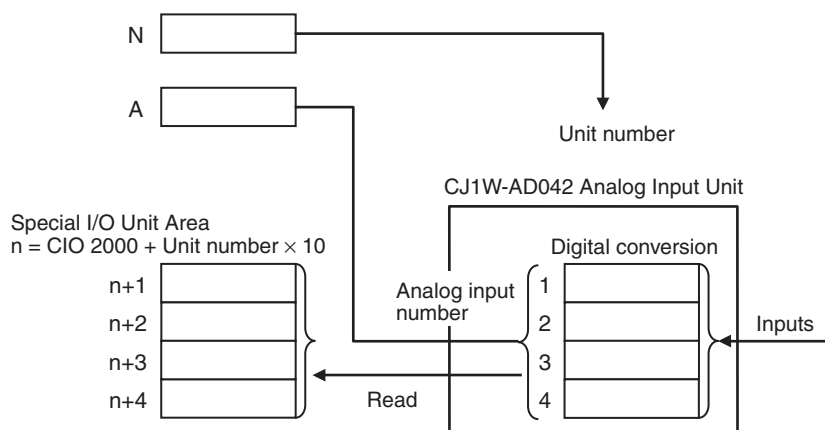 N
A
Unit number
CJ1W-AD042 Analog Input Unit
Special I/O Unit Area
n = CIO 2000 + Unit number × 10
Digital conversion
n+1
n+2
n+3
n+4
Analog input
number
1
2
3
4
Inputs
Read